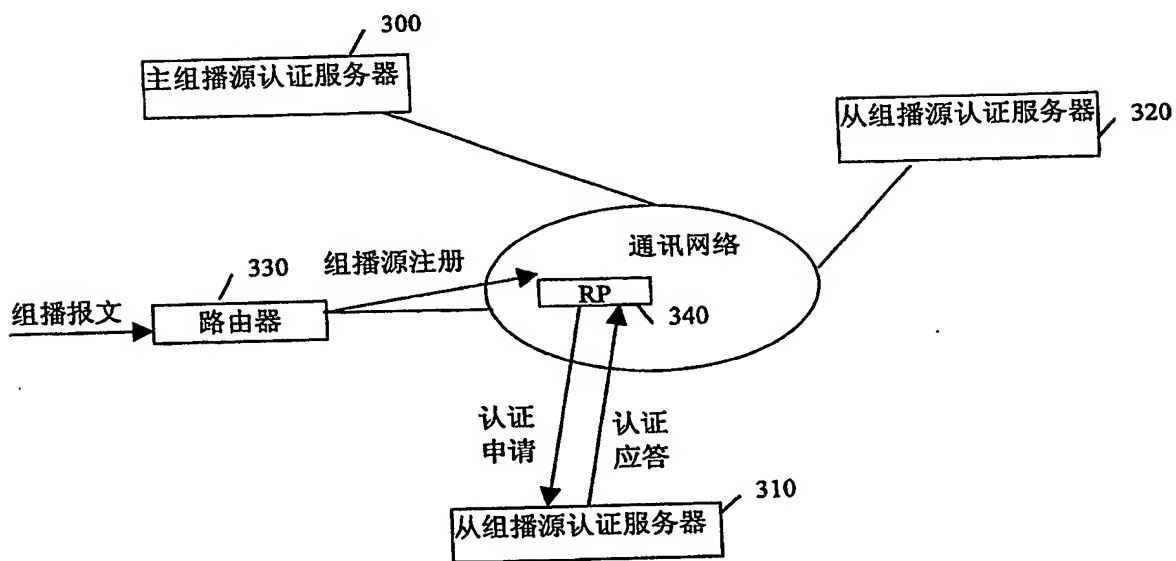 300
主组播源认证服务器
从组播源认证服务器
320
通讯网络
330
组播源注册
RP
组播报文
路由器
340
认证
申请
认证
应答
310
从组播源认证服务器